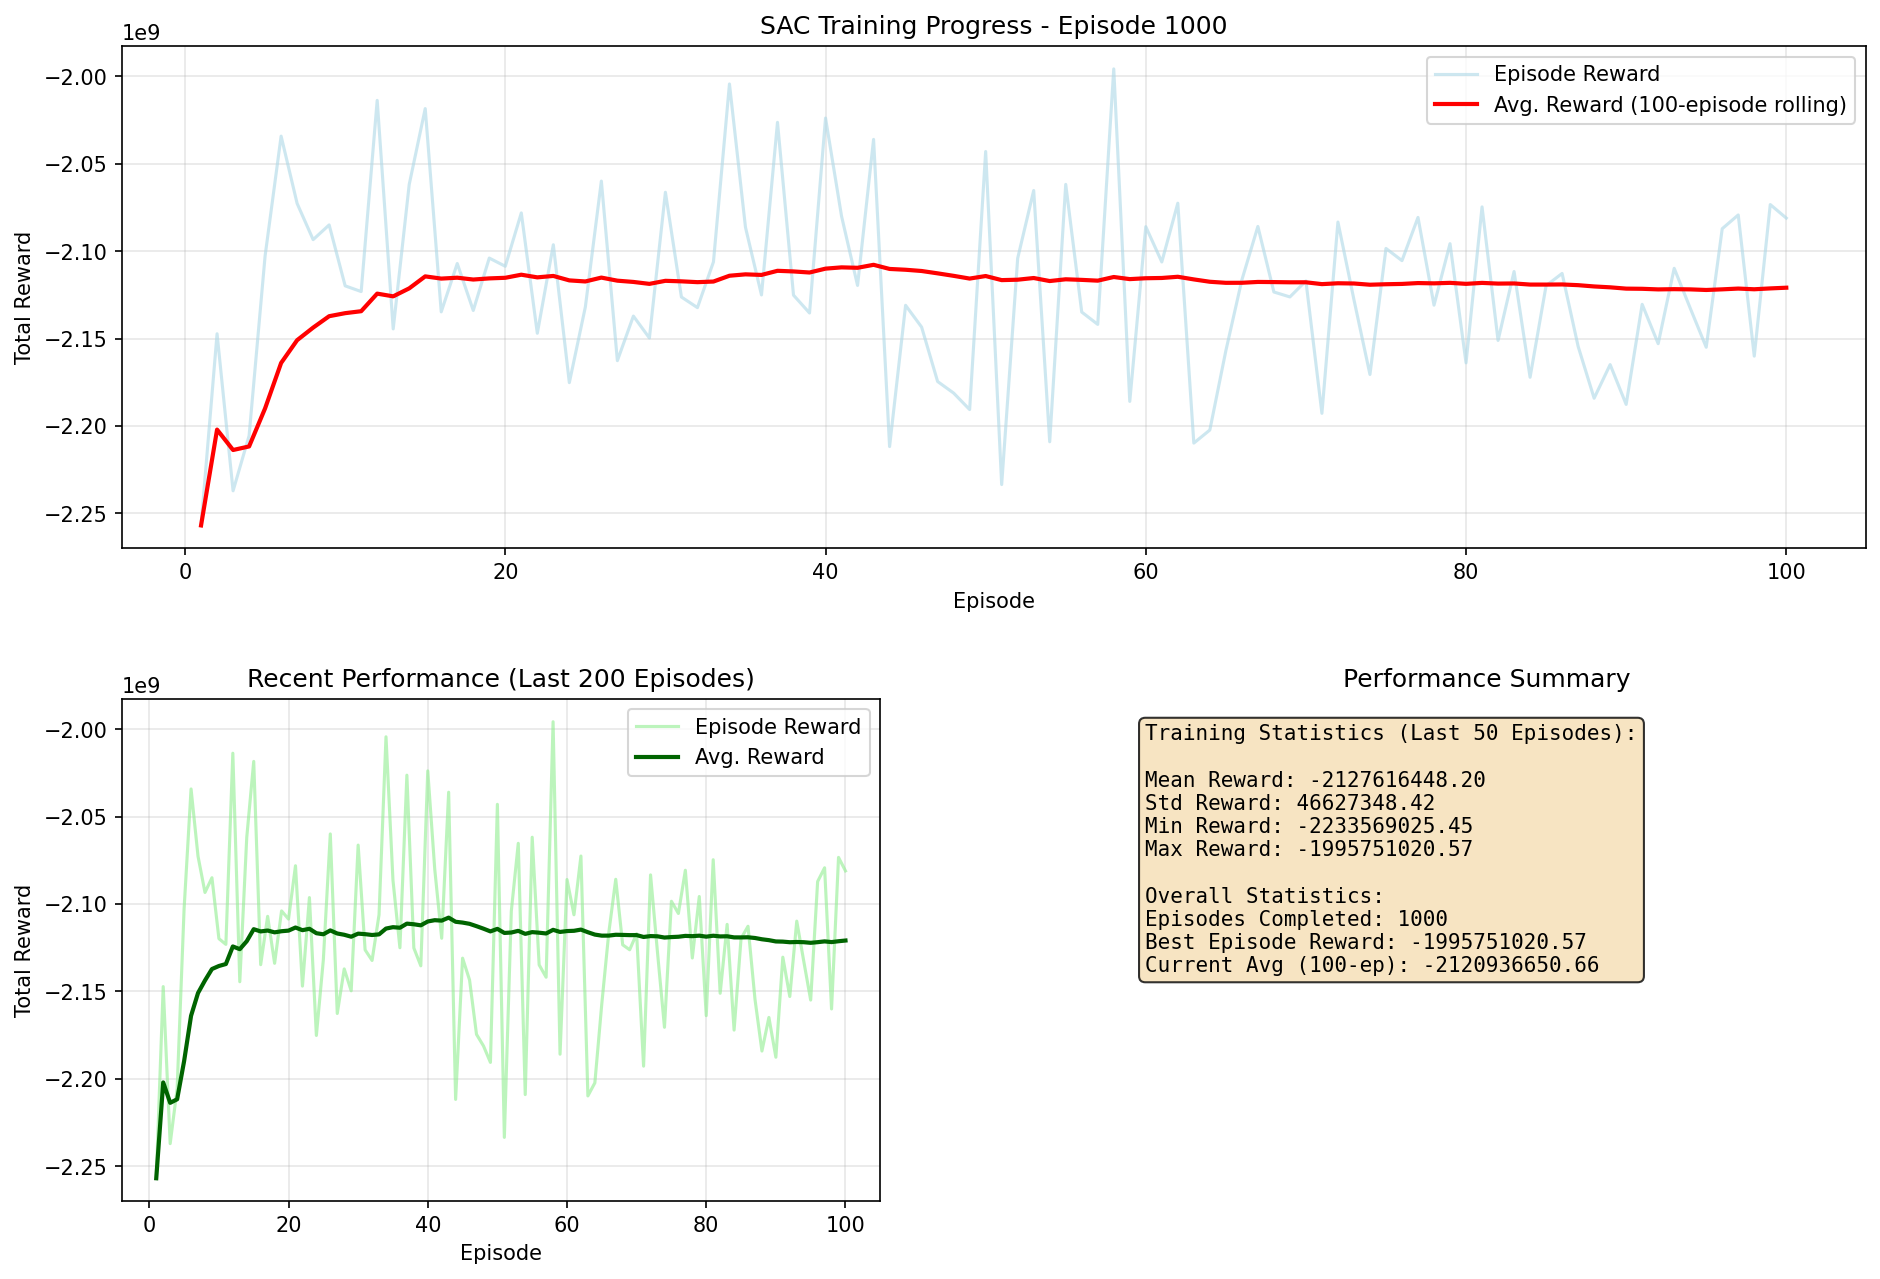 SAC Training Progress - Episode 1000
1e9
Episode Reward
Avg. Reward (100-episode rolling)
Total Reward
−2.00
−2.05
−2.10
−2.15
−2.20
−2.25
0 20 40 60 80 100
Episode
Recent Performance (Last 200 Episodes)
1e9
Episode Reward
Avg. Reward
Total Reward
−2.00
−2.05
−2.10
−2.15
−2.20
−2.25
0 20 40 60 80 100
Episode
Performance Summary
Training Statistics (Last 50 Episodes):
Mean Reward: -2127616448.20
Std Reward: 46627348.42
Min Reward: -2233569025.45
Max Reward: -1995751020.57
Overall Statistics:
Episodes Completed: 1000
Best Episode Reward: -1995751020.57
Current Avg (100-ep): -2120936650.66